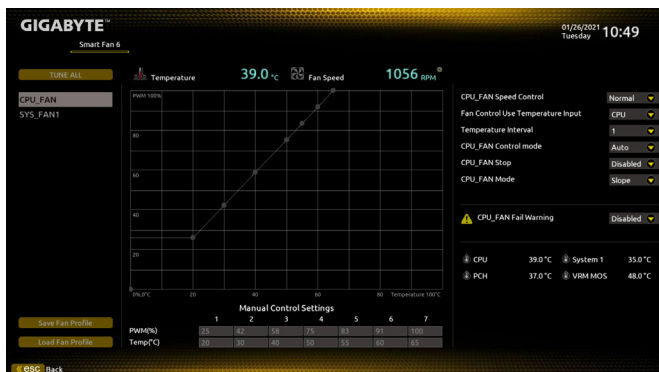 GIGABYTE™
01/26/2021
Tuesday
10:49
Smart Fan 6
TUNE ALL
Temperature
39.0 °C
Fan Speed
1056 RPM
CPU_FAN
SYS_FAN1
PWM 100%
80
60
40
20
0%,0°C
20
40
60
80
Temperature 100°C
CPU_FAN Speed Control Normal
Fan Control Use Temperature Input CPU
Temperature Interval 1
CPU_FAN Control mode Auto
CPU_FAN Stop Disabled
CPU_FAN Mode Slope
CPU_FAN Fail Warning Disabled
CPU 39.0°C System 1 35.0°C
PCH 37.0°C VRM MOS 48.0°C
Manual Control Settings
1 2 3 4 5 6 7
PWM(%) 25 42 58 75 83 91 100
Temp(°C) 20 30 40 50 55 60 65
Save Fan Profile
Load Fan Profile
esc Back